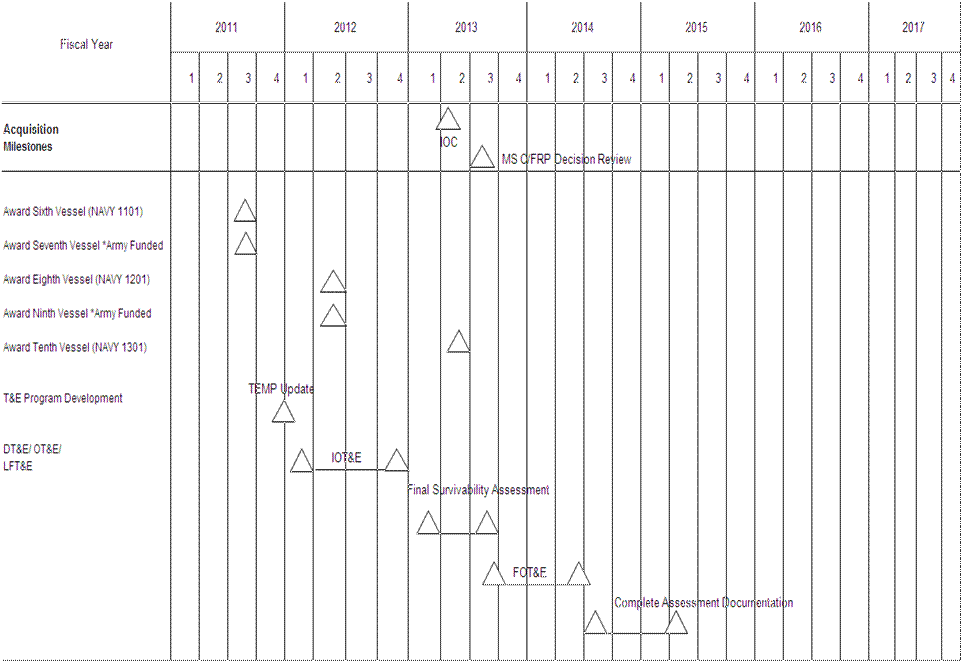 2011 2012 2013 2014 2015 2016 2017
Fiscal Year
1 2 3 4 1 2 3 4 1 2 3 4 1 2 3 4 1 2 3 4 1 2 3 4 1 2 3 4
Acquisition
Milestones
IOC
MS C/FRP Decision Review
Award Sixth Vessel (NAVY 1101)
Award Seventh Vessel *Army Funded
Award Eighth Vessel (NAVY 1201)
Award Ninth Vessel *Army Funded
Award Tenth Vessel (NAVY 1301)
TEMP Update
T&E Program Development
DT&E/ OT&E/
LFT&E
IOT&E
Final Survivability Assessment
FOT&E
Complete Assessment Documentation